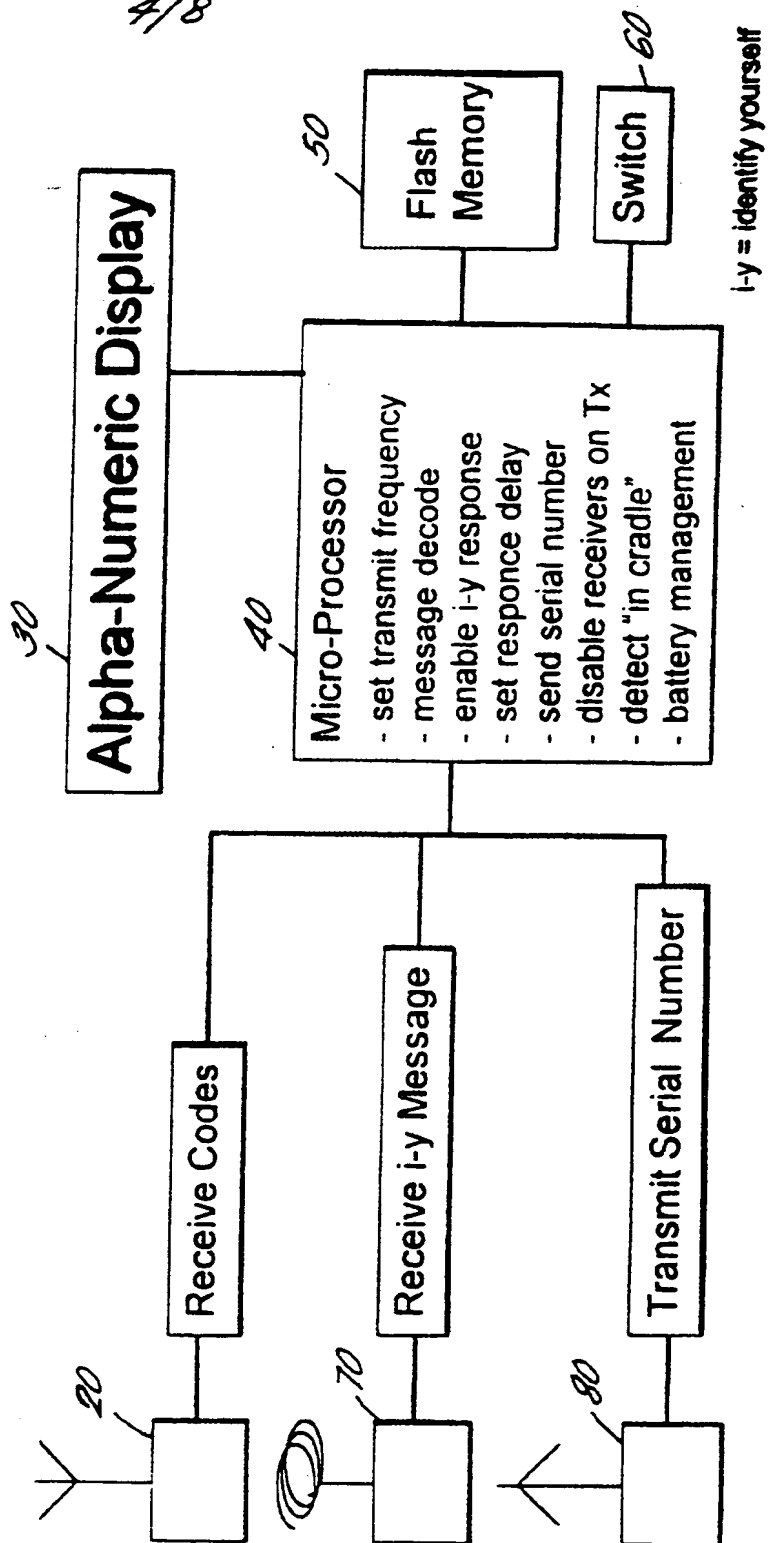 4/8
30
Alpha-Numeric Display
40
Micro-Processor
- set transmit frequency
- message decode
- enable i-y response
- set responce delay
- send serial number
- disable receivers on Tx
- detect "in cradle"
- battery management
50
Flash
Memory
60
Switch
20
Receive Codes
70
Receive i-y Message
80
Transmit Serial Number
i-y = identify yourself